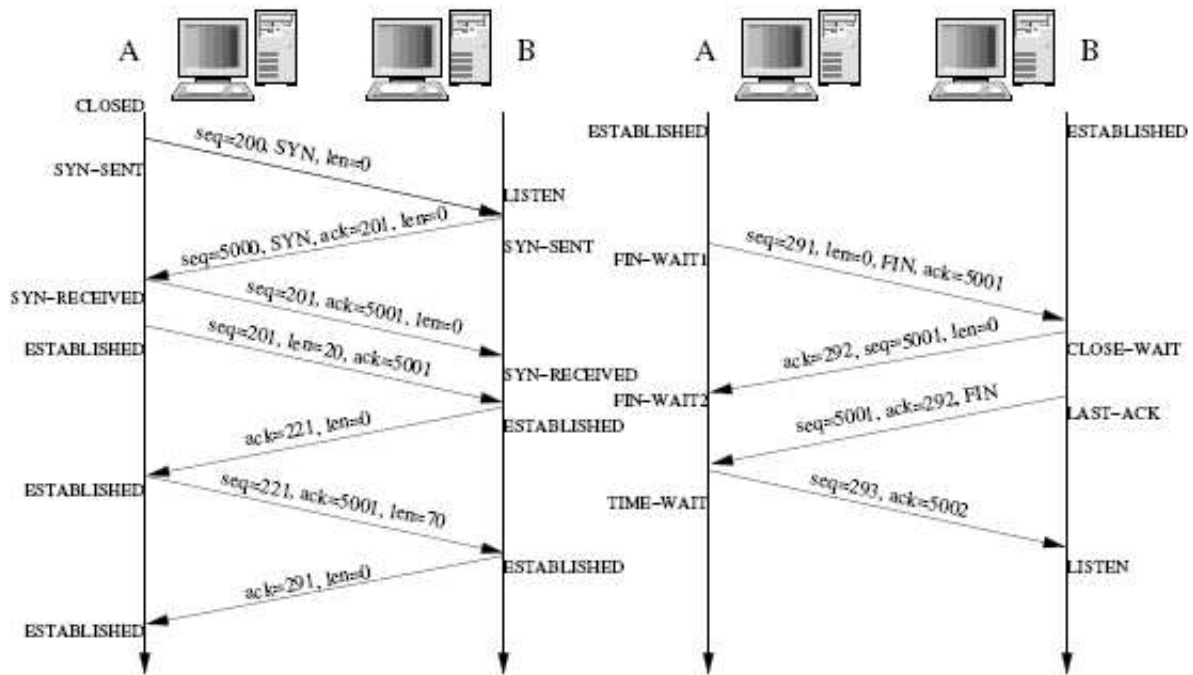 A
B
CLOSED
seq=200, SYN, len=0
SYN-SENT
LISTEN
seq=5000, SYN, ack=201, len=0
SYN-SENT
SYN-RECEIVED
seq=201, ack=5001, len=0
seq=201, len=20, ack=5001
ESTABLISHED
SYN-RECEIVED
ack=221, len=0
ESTABLISHED
ESTABLISHED
seq=221, ack=5001, len=70
ack=291, len=0
ESTABLISHED
ESTABLISHED
A
B
ESTABLISHED
ESTABLISHED
seq=291, len=0, FIN, ack=5001
FIN-WAIT1
ack=292, seq=5001, len=0
CLOSE-WAIT
FIN-WAIT2
seq=5001, ack=292, FIN
LAST-ACK
seq=293, ack=5002
TIME-WAIT
LISTEN